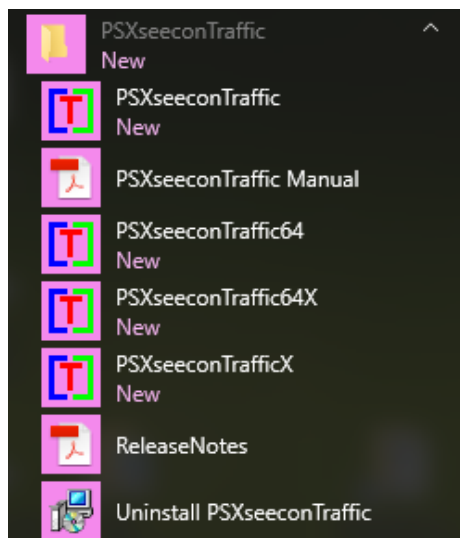 PSXseeconTraffic
New
PSXseeconTraffic
New
PSXseeconTraffic Manual
PSXseeconTraffic64
New
PSXseeconTraffic64X
New
PSXseeconTrafficX
New
ReleaseNotes
Uninstall PSXseeconTraffic